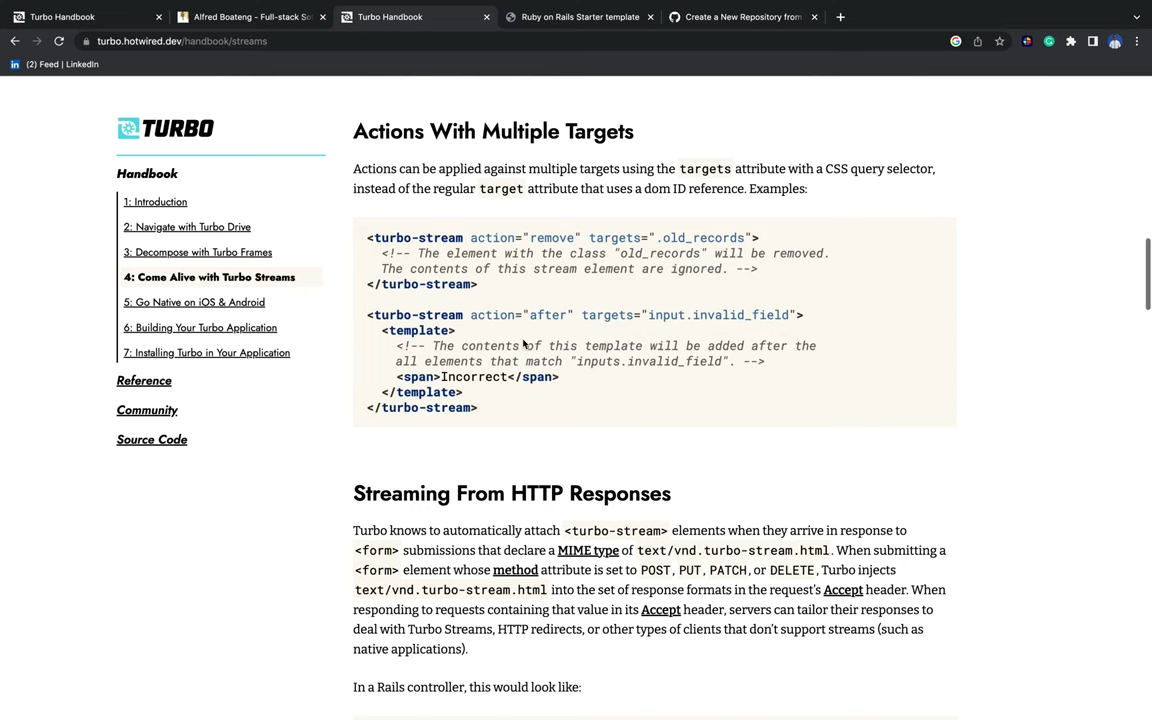 Turbo Handbook
Alfred Boateng - Full-stack So
Turbo Handbook
Ruby on Rails Starter template
Create a New Repository from
turbo.hotwired.dev/handbook/streams
(2) Feed | LinkedIn
TURBO
Handbook
1: Introduction
2: Navigate with Turbo Drive
3: Decompose with Turbo Frames
4: Come Alive with Turbo Streams
5: Go Native on iOS & Android
6: Building Your Turbo Application
7: Installing Turbo in Your Application
Reference
Community
Source Code
Actions With Multiple Targets
Actions can be applied against multiple targets using the targets attribute with a CSS query selector,
instead of the regular target attribute that uses a dom ID reference. Examples:
<turbo-stream action="remove" targets=".old_records">
<!-- The element with the class "old_records" will be removed.
The contents of this stream element are ignored. -->
</turbo-stream>
<turbo-stream action="after" targets="input.invalid_field">
<template>
<!-- The contents of this template will be added after the
all elements that match "inputs.invalid_field". -->
<span>Incorrect</span>
</template>
</turbo-stream>
Streaming From HTTP Responses
Turbo knows to automatically attach <turbo-stream> elements when they arrive in response to
<form> submissions that declare a MIME type of text/vnd.turbo-stream.html. When submitting a
<form> element whose method attribute is set to POST, PUT, PATCH, or DELETE, Turbo injects
text/vnd.turbo-stream.html into the set of response formats in the request's Accept header. When
responding to requests containing that value in its Accept header, servers can tailor their responses to
deal with Turbo Streams, HTTP redirects, or other types of clients that don't support streams (such as
native applications).
In a Rails controller, this would look like: